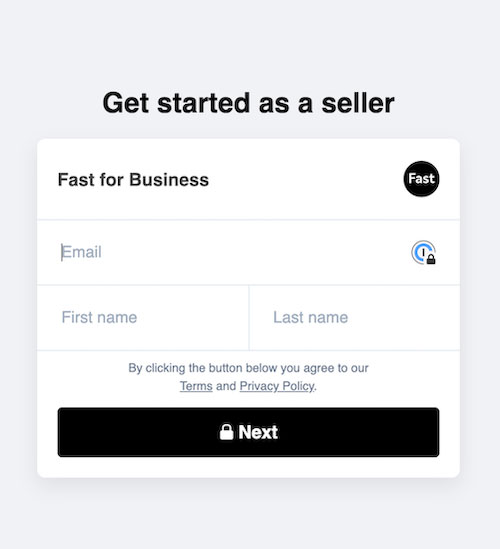 Get started as a seller
Fast for Business
Fast
Email
First name
Last name
By clicking the button below you agree to our
Terms and Privacy Policy.
Next